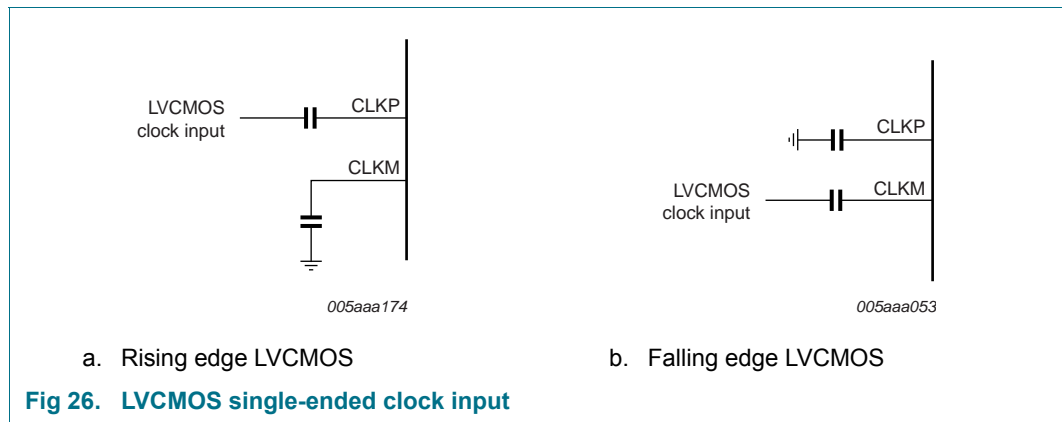 LVCMOS
clock input
CLKP
CLKM
005aaa174
a. Rising edge LVCMOS
CLKP
LVCMOS
clock input
CLKM
005aaa053
b. Falling edge LVCMOS
Fig 26. LVCMOS single-ended clock input